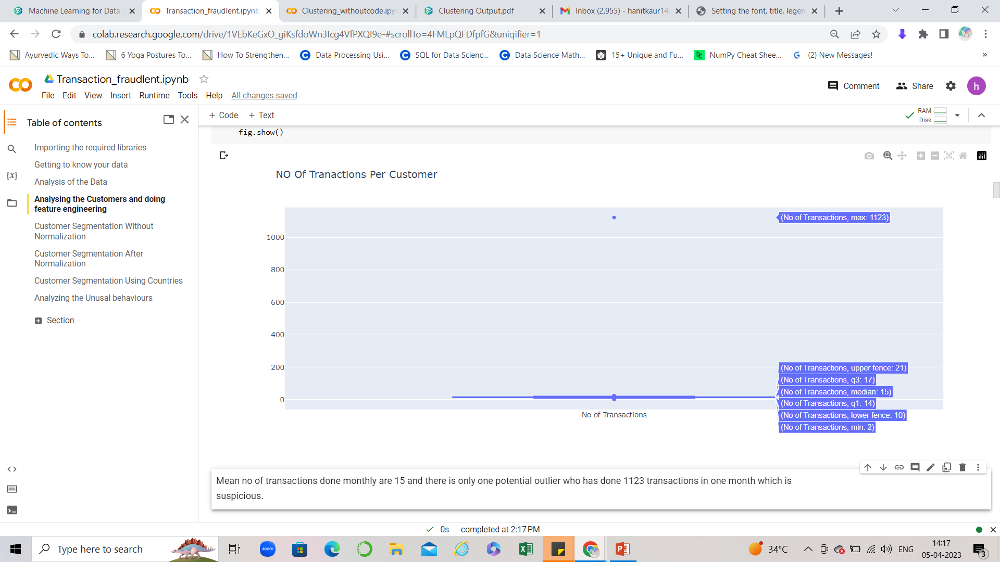 Machine Learning for Data
Transaction_fraudlent.ipynb
Clustering_withoutcode.ipy
Clustering Output.pdf
Inbox (2,955) - hanitkaur14
Setting the font, title, legen
colab.research.google.com/drive/1VEbKeGxO_giKsfdoWn3Icg4VfPXQI9e-#scrollTo=4FMLpQFDfpfG&uniqifier=1
Ayurvedic Ways To...
6 Yoga Postures To...
How To Strengthen...
Data Processing Usi...
SQL for Data Scienc...
Data Science Math...
15+ Unique and Fu...
NumPy Cheat Shee...
(2) New Messages!
»
Transaction_fraudlent.ipynb
Comment
Share
h
File Edit View Insert Runtime Tools Help All changes saved
Table of contents
+ Code + Text
RAM
Disk
Importing the required libraries
Getting to know your data
Analysis of the Data
Analysing the Customers and doing
feature engineering
Customer Segmentation Without
Normalization
Customer Segmentation After
Normalization
Customer Segmentation Using Countries
Analyzing the Unusal behaviours
Section
{x}
fig.show()
NO Of Tranactions Per Customer
(No of Transactions, max: 1123)
1000
800
600
400
200
0
(No of Transactions, upper fence: 21)
(No of Transactions, q3: 17)
(No of Transactions, median: 15)
(No of Transactions, q1: 14)
(No of Transactions, lower fence: 10)
(No of Transactions, min: 2)
No of Transactions
Mean no of transactions done monthly are 15 and there is only one potential outlier who has done 1123 transactions in one month which is
suspicious.
0s completed at 2:17 PM
Type here to search
zoom
34°C
ENG
14:17
05-04-2023
3